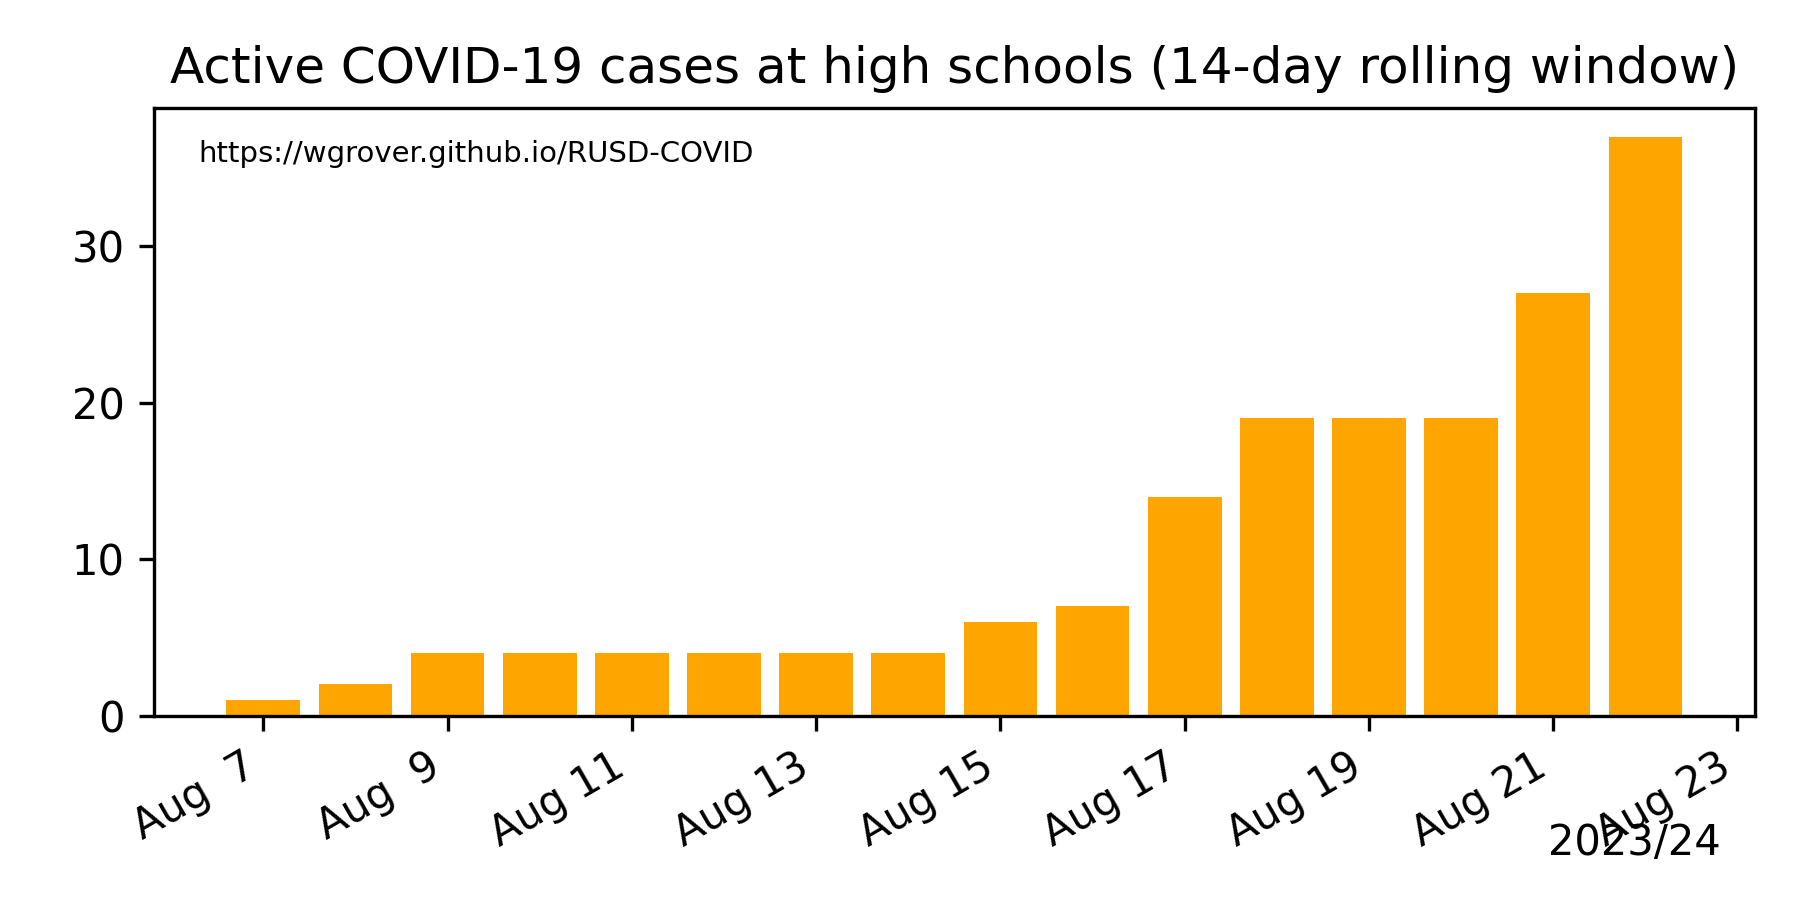 Active COVID-19 cases at high schools (14-day rolling window)
https://wgrover.github.io/RUSD-COVID
30
20
10
0
Aug 7
Aug 9
Aug 11
Aug 13
Aug 15
Aug 17
Aug 19
Aug 21
Aug 23
2023/24